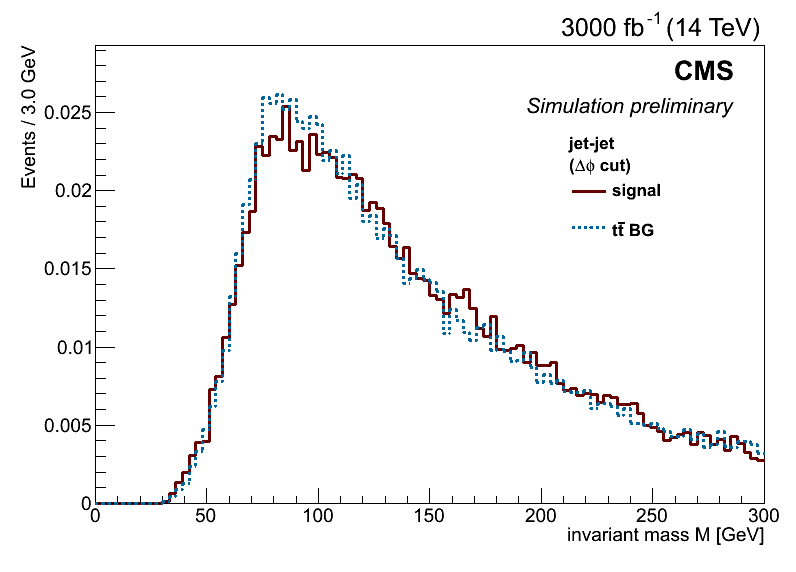 3000 fb⁻¹ (14 TeV)
CMS
Simulation preliminary
jet-jet
(Δϕ cut)
signal
tt̄ BG
Events / 3.0 GeV
0.025
0.02
0.015
0.01
0.005
0
0 50 100 150 200 250 300
invariant mass M [GeV]